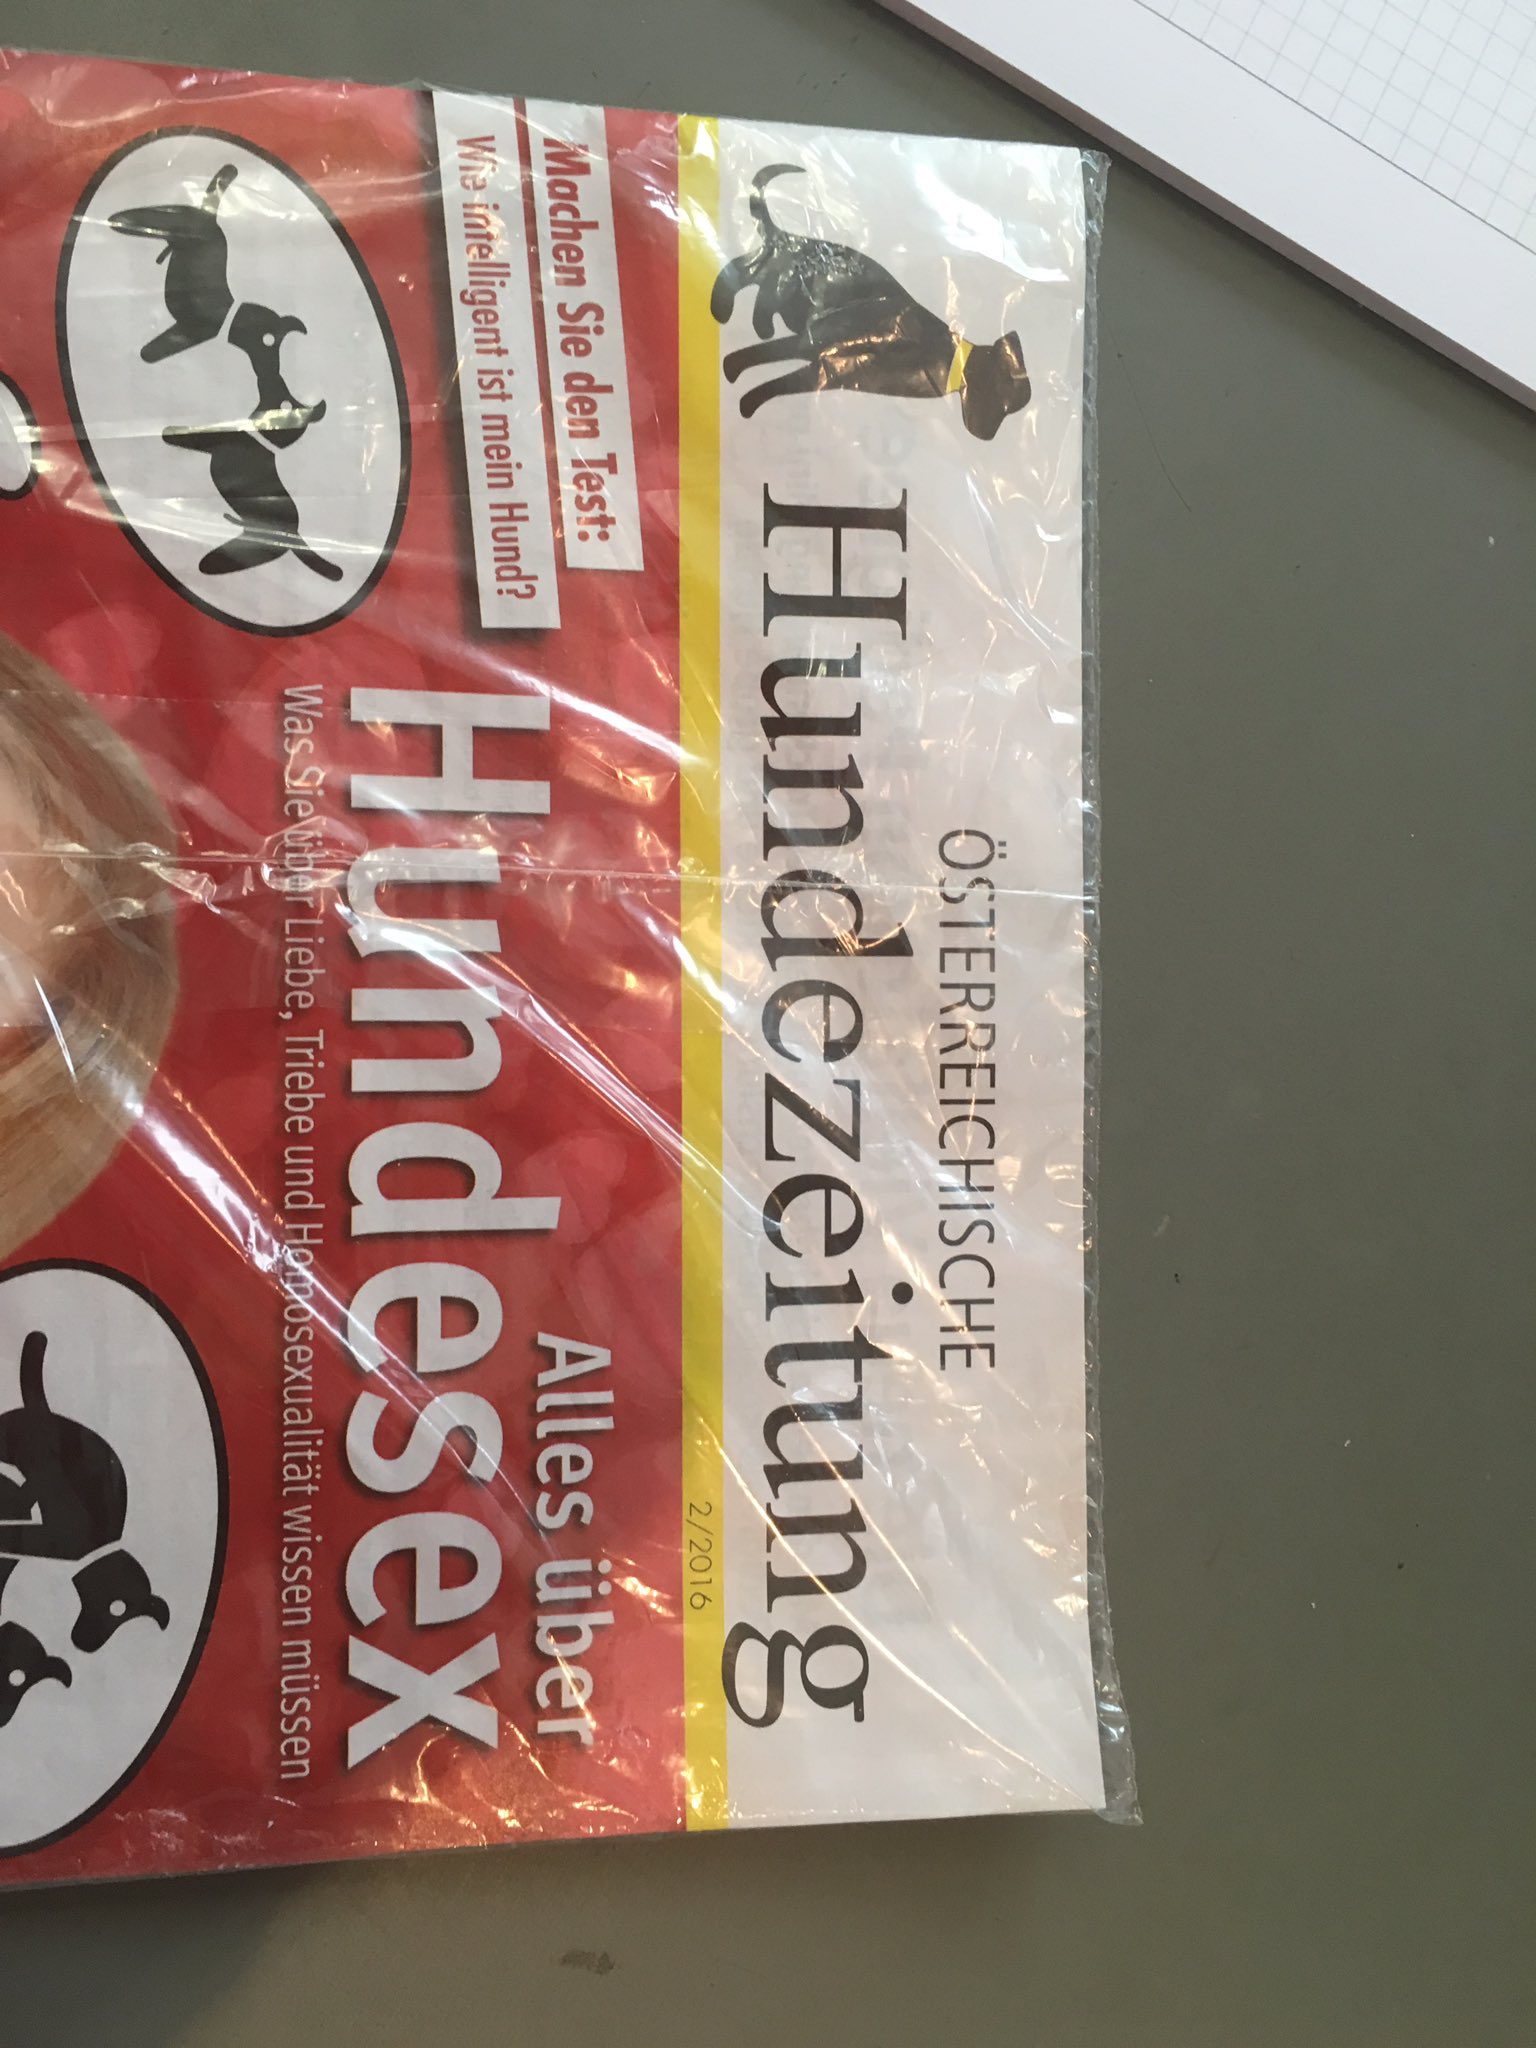 ÖSTERREICHISCHE
Hundezeitung
2/2016
Machen Sie den Test:
Wie intelligent ist mein Hund?
Alles über
Hundesex
Was Sie über Liebe, Triebe und Homosexualität wissen müssen